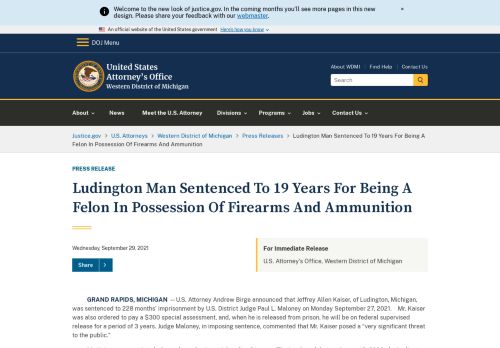 Welcome to the new look of justice.gov. In the coming months you'll see more pages in this new
design. Please share your feedback with our webmaster.
×
An official website of the United States government Here's how you know
DOJ Menu
United States
Attorney's Office
Western District of Michigan
About WDMI Find Help Contact Us
Search
About News Meet the U.S. Attorney Divisions Programs Jobs Contact Us
Justice.gov > U.S. Attorneys > Western District of Michigan > Press Releases > Ludington Man Sentenced To 19 Years For Being A
Felon In Possession Of Firearms And Ammunition
PRESS RELEASE
Ludington Man Sentenced To 19 Years For Being A
Felon In Possession Of Firearms And Ammunition
Wednesday, September 29, 2021
Share >
For Immediate Release
U.S. Attorney's Office, Western District of Michigan
GRAND RAPIDS, MICHIGAN — U.S. Attorney Andrew Birge announced that Joffrey Allen Kaiser, of Ludington, Michigan,
was sentenced to 228 months' imprisonment by U.S. District Judge Paul L. Maloney on Monday September 27, 2021. Mr. Kaiser
was also ordered to pay a $300 special assessment, and, when he is released from prison, he will be on federal supervised
release for a period of 3 years. Judge Maloney, in imposing sentence, commented that Mr. Kaiser posed a "very significant threat
to the public."